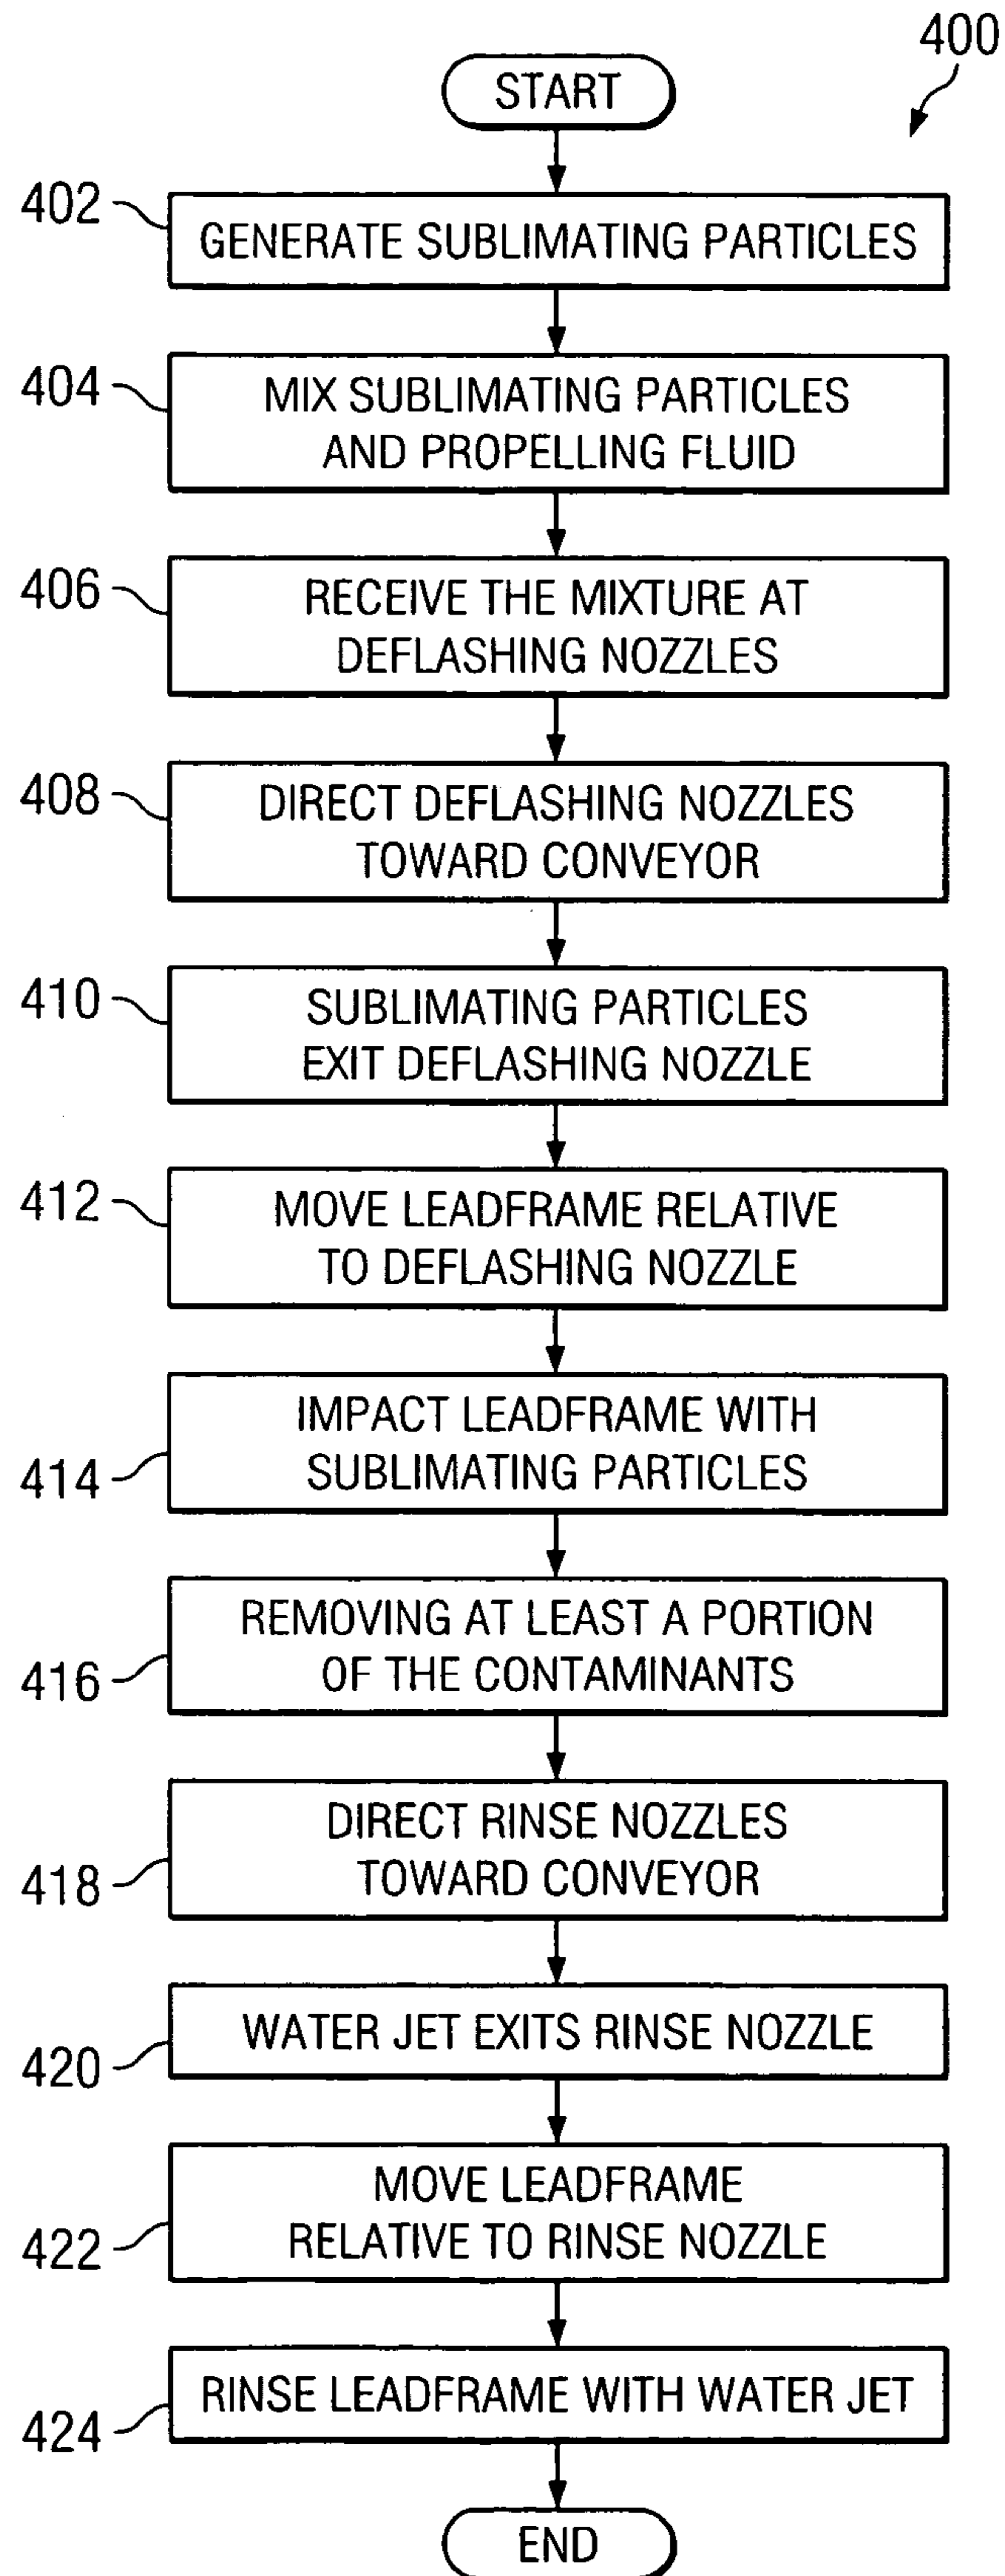 400
START
402
GENERATE SUBLIMATING PARTICLES
404
MIX SUBLIMATING PARTICLES
AND PROPELLING FLUID
406
RECEIVE THE MIXTURE AT
DEFLASHING NOZZLES
408
DIRECT DEFLASHING NOZZLES
TOWARD CONVEYOR
410
SUBLIMATING PARTICLES
EXIT DEFLASHING NOZZLE
412
MOVE LEADFRAME RELATIVE
TO DEFLASHING NOZZLE
414
IMPACT LEADFRAME WITH
SUBLIMATING PARTICLES
416
REMOVING AT LEAST A PORTION
OF THE CONTAMINANTS
418
DIRECT RINSE NOZZLES
TOWARD CONVEYOR
420
WATER JET EXITS RINSE NOZZLE
422
MOVE LEADFRAME
RELATIVE TO RINSE NOZZLE
424
RINSE LEADFRAME WITH WATER JET
END